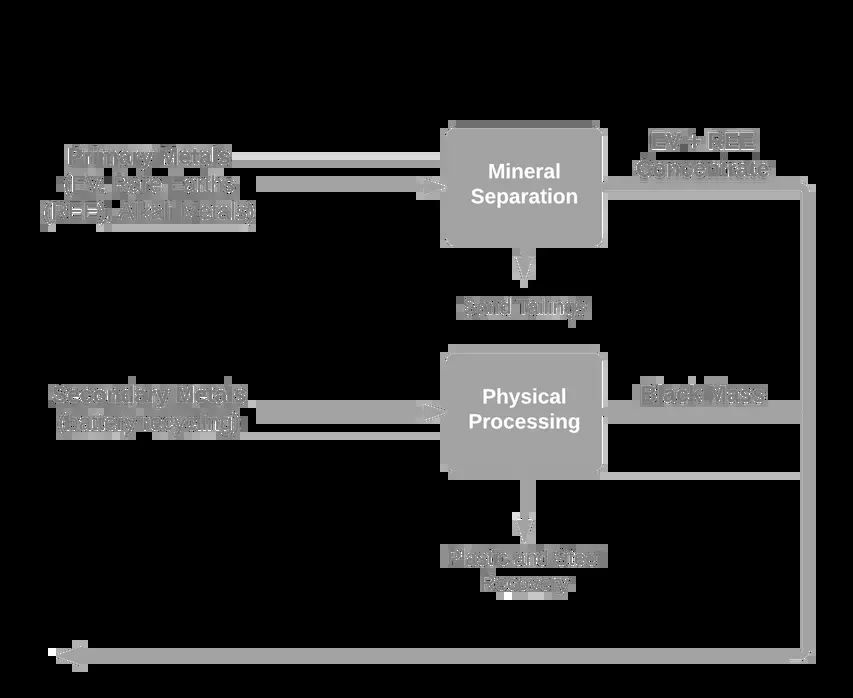 Primary Metals
(EV, Rare Earths
(REE), Alkali Metals)
Mineral
Separation
EV + REE
Concentrate
Sand Tailings
Secondary Metals
(battery recycling)
Physical
Processing
Black Mass
Plastic and Steel
Recovery